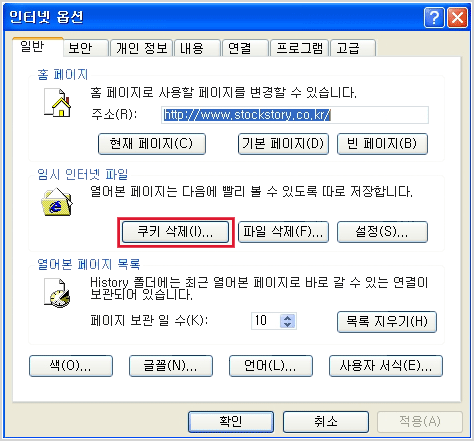 인터넷 옵션
일반 보안 개인 정보 내용 연결 프로그램 고급
홈 페이지
홈 페이지로 사용할 페이지를 변경할 수 있습니다.
주소(R): http://www.stockstory.co.kr/
현재 페이지(C) 기본 페이지(D) 빈 페이지(B)
임시 인터넷 파일
열어본 페이지는 다음에 빨리 볼 수 있도록 따로 저장합니다.
쿠키 삭제(I)... 파일 삭제(F)... 설정(S)...
열어본 페이지 목록
History 폴더에는 최근 열어본 페이지로 바로 갈 수 있는 연결이
보관되어 있습니다.
페이지 보관 일 수(K): 10 목록 지우기(H)
색(O)... 글꼴(N)... 언어(L)... 사용자 서식(E)...
확인 취소 적용(A)